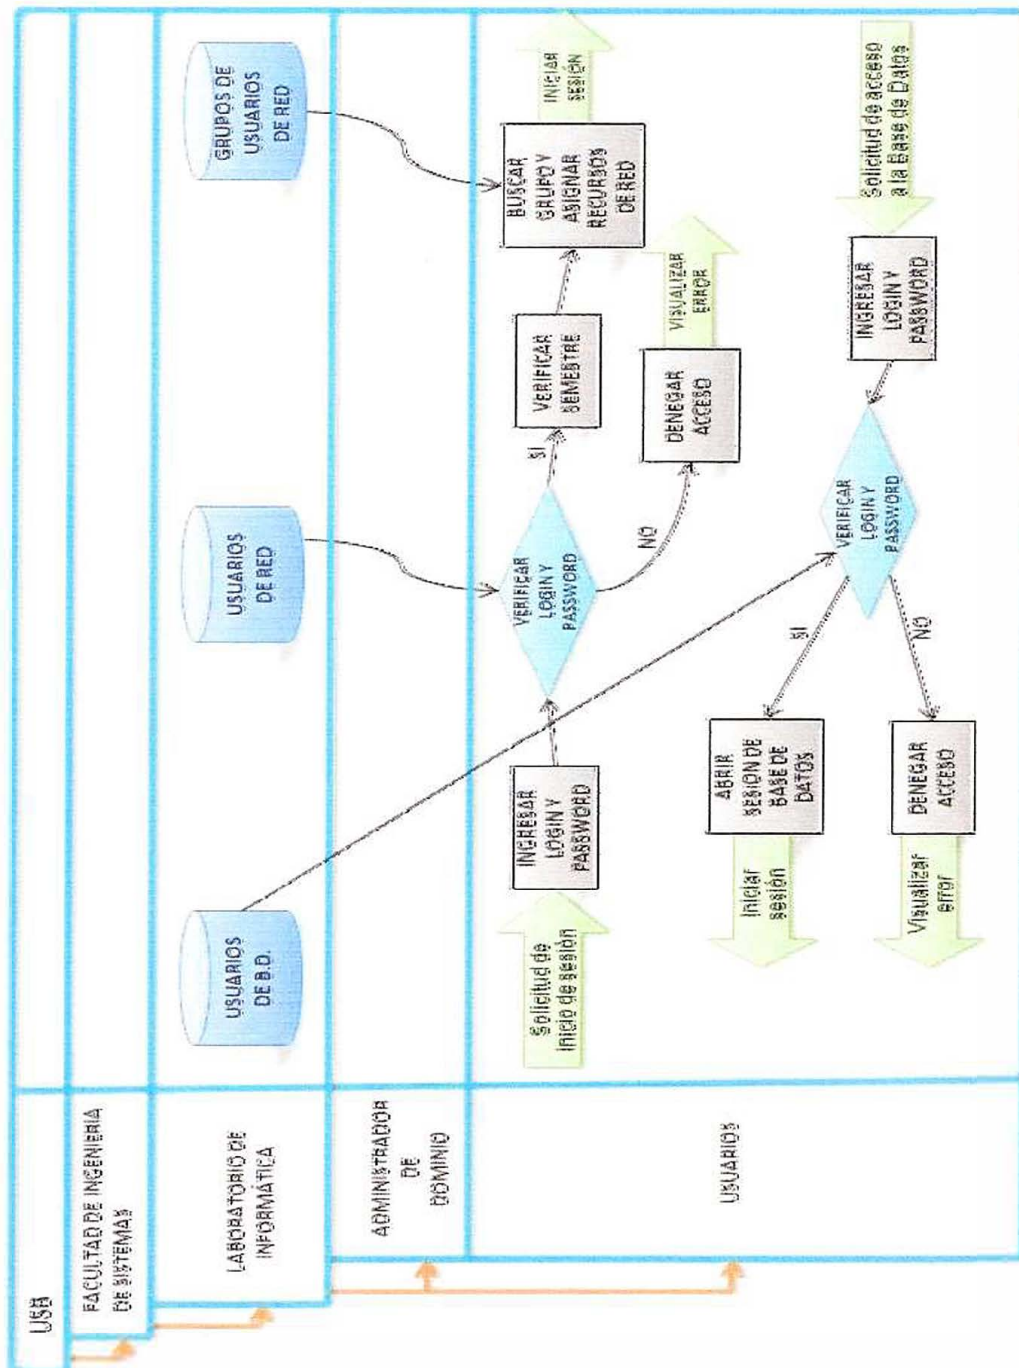 USB
FACULTAD DE INGENIERIA
DE SISTEMAS
LABORATORIO DE
INFORMÁTICA
USUARIOS
DE B.D.
USUARIOS
DE RED
GRUPOS DE
USUARIOS
DE RED
ADMINISTRADOR
DE
DOMINIO
USUARIOS
Solicitud de
inicio de sesión
INGRESAR
LOGIN Y
PASSWORD
VERIFICAR
LOGIN Y
PASSWORD
SI
VERIFICAR
SEMESTRE
BUSCAR
GRUPO Y
ASIGNAR
RECURSOS
DE RED
INICIAR
SESIÓN
NO
DENEGAR
ACCESO
VISUALIZAR
ERROR
Solicitud de acceso
a la Base de Datos
INGRESAR
LOGIN Y
PASSWORD
VERIFICAR
LOGIN Y
PASSWORD
SI
ABRIR
SESION DE
BASE DE
DATOS
Iniciar
sesión
NO
DENEGAR
ACCESO
Visualizar
error